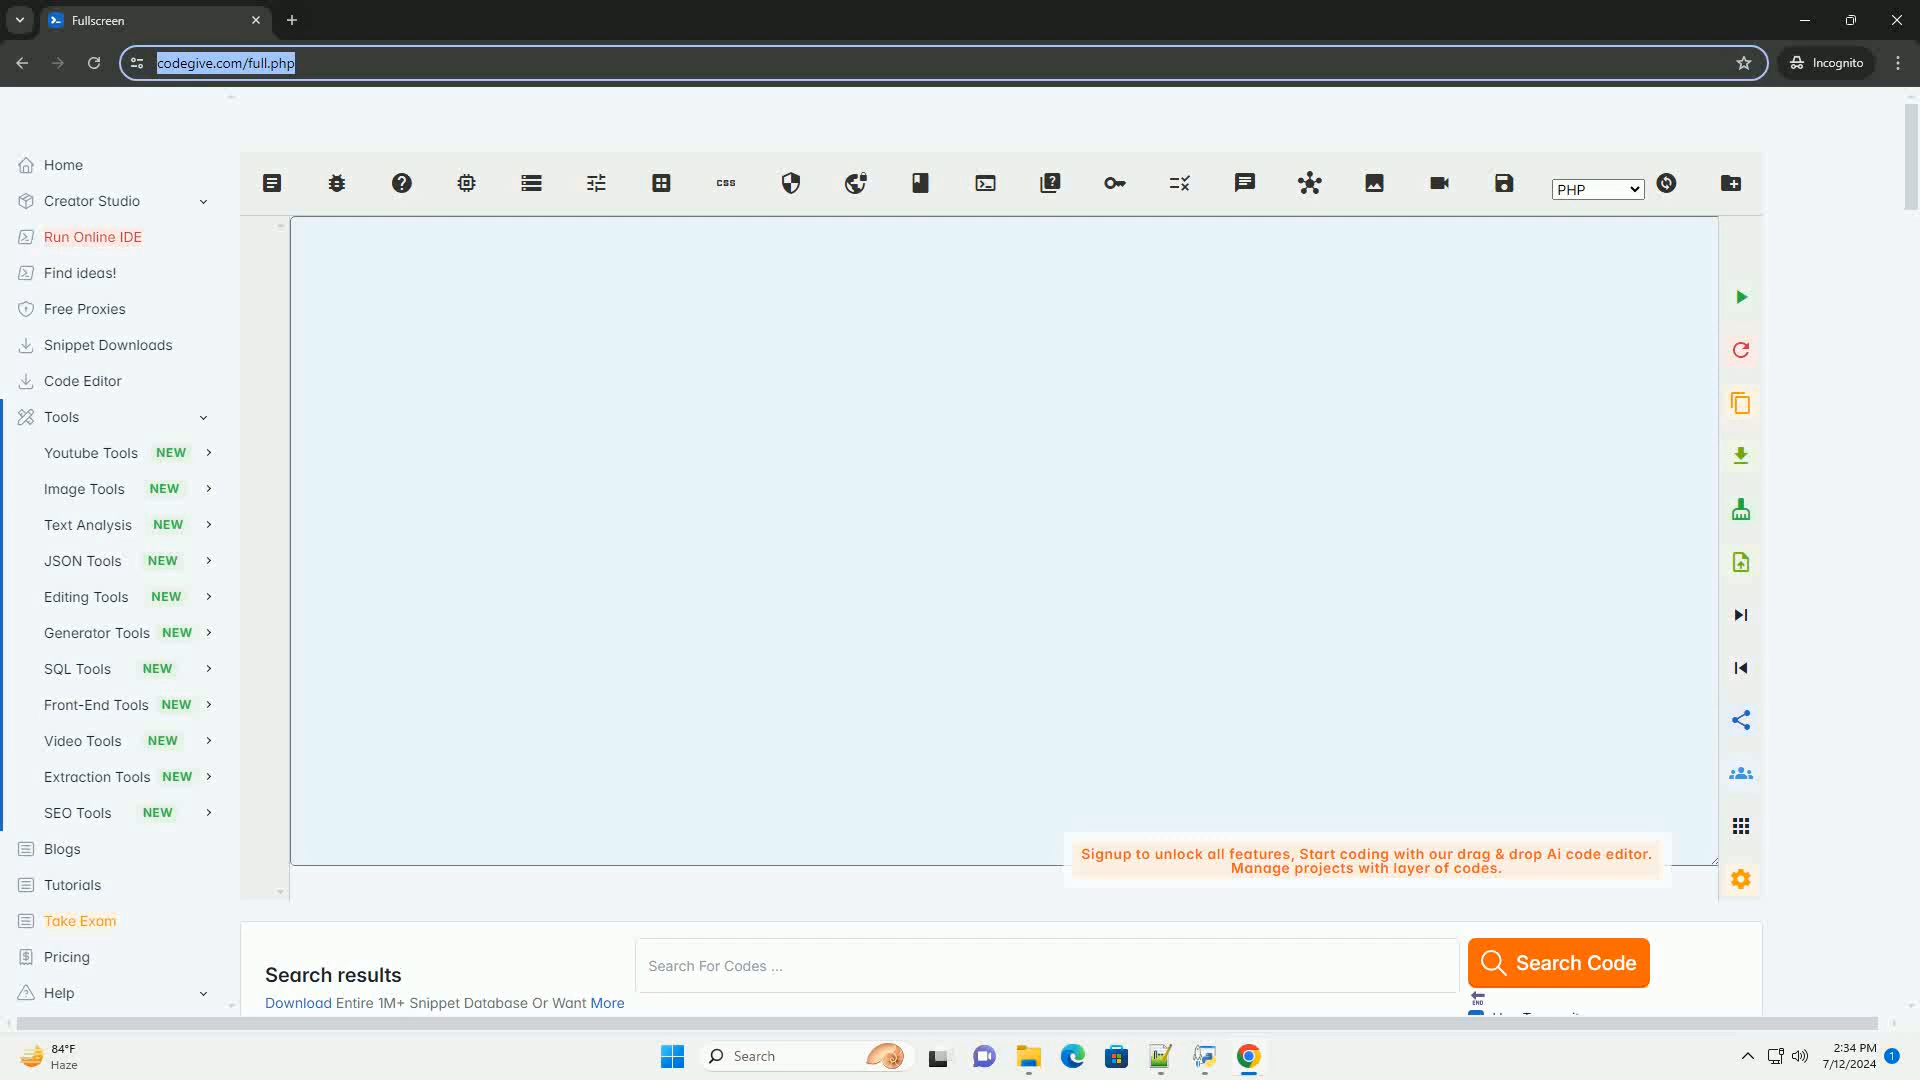 Fullscreen
codegive.com/full.php
Incognito
Home
Creator Studio
Run Online IDE
Find ideas!
Free Proxies
Snippet Downloads
Code Editor
Tools
Youtube Tools NEW
Image Tools NEW
Text Analysis NEW
JSON Tools NEW
Editing Tools NEW
Generator Tools NEW
SQL Tools NEW
Front-End Tools NEW
Video Tools NEW
Extraction Tools NEW
SEO Tools NEW
Blogs
Tutorials
Take Exam
Pricing
Help
CSS
PHP
Signup to unlock all features, Start coding with our drag & drop Ai code editor.
Manage projects with layer of codes.
Search results
Download Entire 1M+ Snippet Database Or Want More
Search For Codes ...
Search Code
END
84°F
Haze
Search
2:34 PM
7/12/2024
1